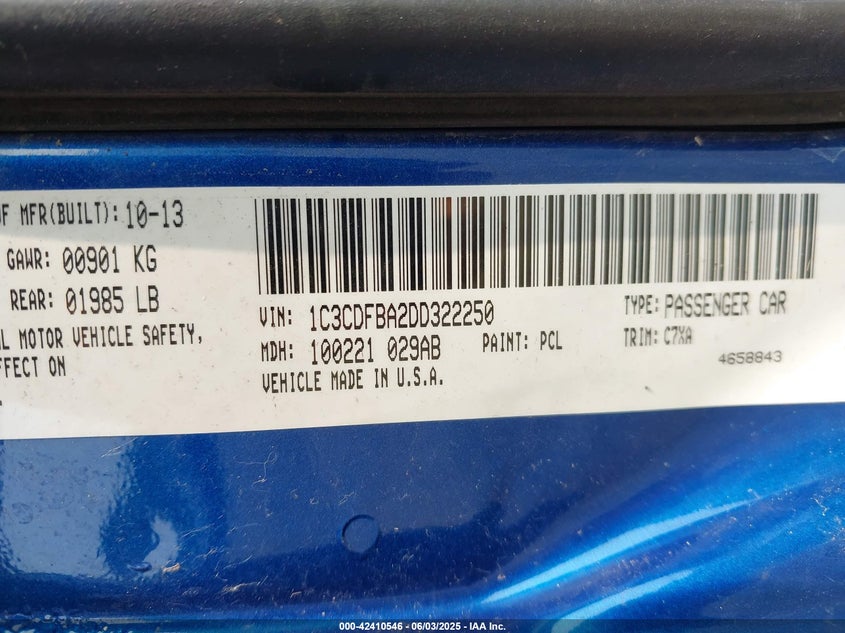 OF MFR(BUILT): 10-13
GAWR: 00901 KG
REAR: 01985 LB
MOTOR VEHICLE SAFETY,
ON
VIN: 1C3CDFBA2DD322250
TYPE: PASSENGER CAR
MDH: 100221 029AB
PAINT: PCL
TRIM: C7XA
VEHICLE MADE IN U.S.A.
4658843
000-42410546 - 06/03/2025 - IAA Inc.